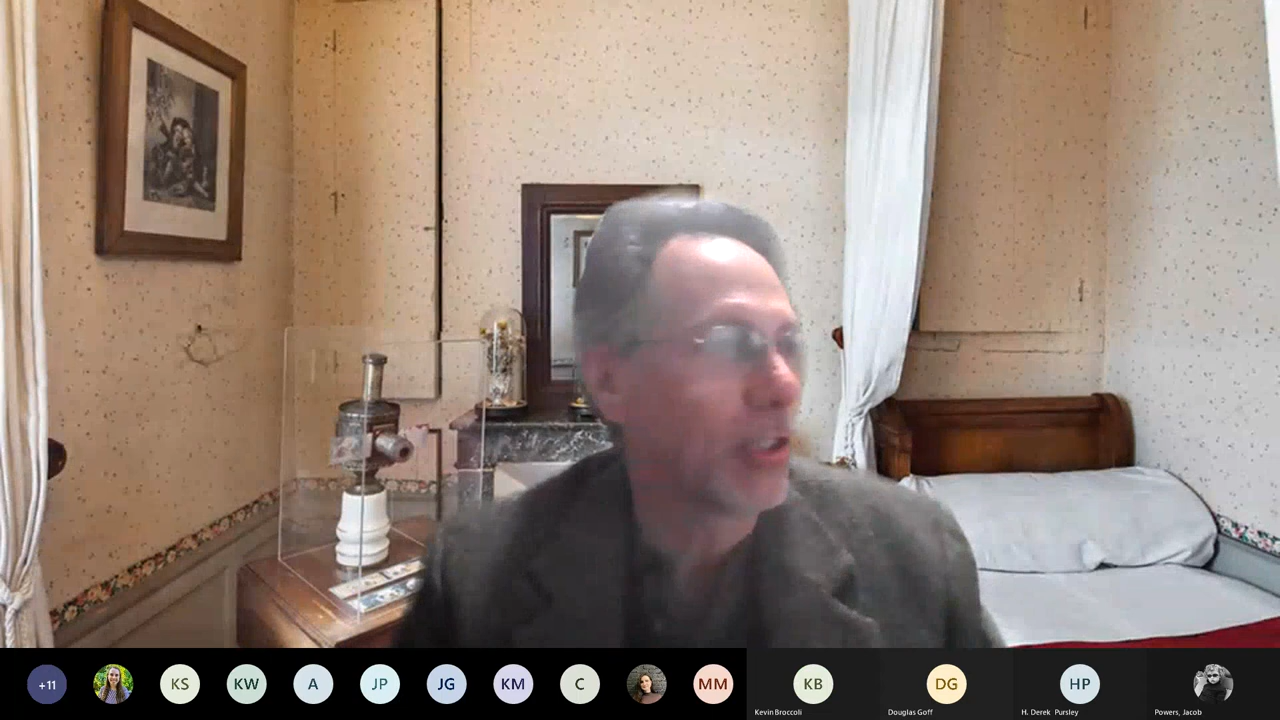 +11
KS
KW
A
JP
JG
KM
C
MM
KB
DG
HP
Kevin Broccoli
Douglas Goff
H. Derek Pursley
Powers, Jacob